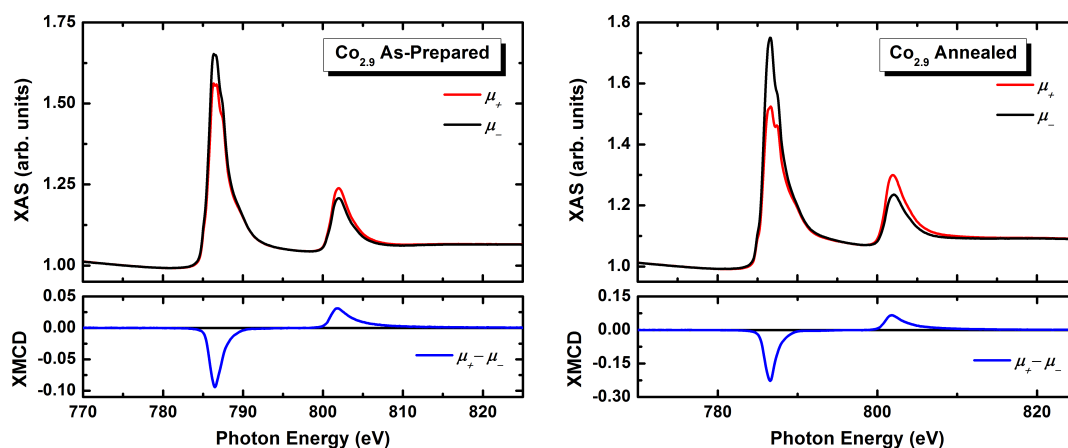 Co2.9 As-Prepared
μ+
μ−
XAS (arb. units)
1.75
1.50
1.25
1.00
XMCD
0.05
0.00
-0.05
-0.10
μ+ − μ−
770 780 790 800 810 820
Photon Energy (eV)
Co2.9 Annealed
μ+
μ−
XAS (arb. units)
1.8
1.6
1.4
1.2
1.0
XMCD
0.15
0.00
-0.15
-0.30
μ+ − μ−
780 800 820
Photon Energy (eV)